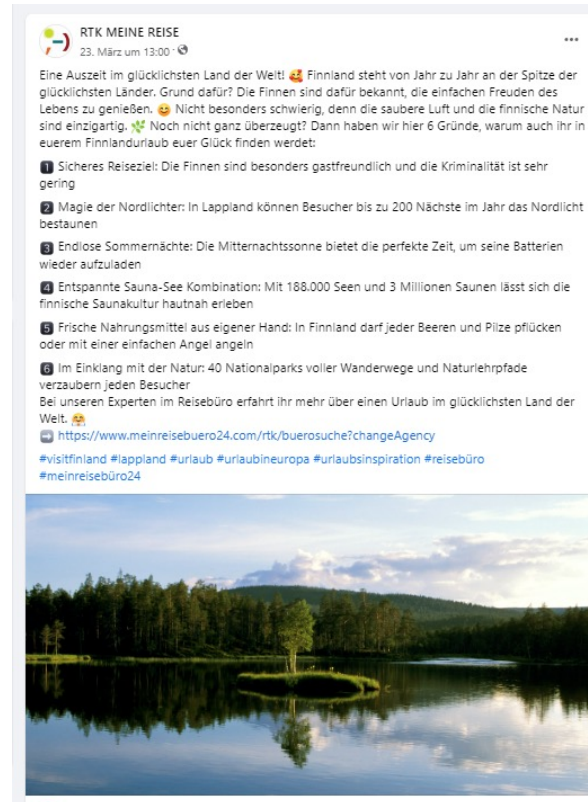 RTK MEINE REISE
23. März um 13:00 ·
Eine Auszeit im glücklichsten Land der Welt! 🥰 Finnland steht von Jahr zu Jahr an der Spitze der
glücklichsten Länder. Grund dafür? Die Finnen sind dafür bekannt, die einfachen Freuden des
Lebens zu genießen. 😊 Nicht besonders schwierig, denn die saubere Luft und die finnische Natur
sind einzigartig. 🌿 Noch nicht ganz überzeugt? Dann haben wir hier 6 Gründe, warum auch ihr in
euerem Finnlandurlaub euer Glück finden werdet:
1️⃣ Sicheres Reiseziel: Die Finnen sind besonders gastfreundlich und die Kriminalität ist sehr
gering
2️⃣ Magie der Nordlichter: In Lappland können Besucher bis zu 200 Nächste im Jahr das Nordlicht
bestaunen
3️⃣ Endlose Sommernächte: Die Mitternachtssonne bietet die perfekte Zeit, um seine Batterien
wieder aufzuladen
4️⃣ Entspannte Sauna-See Kombination: Mit 188.000 Seen und 3 Millionen Saunen lässt sich die
finnische Saunakultur hautnah erleben
5️⃣ Frische Nahrungsmittel aus eigener Hand: In Finnland darf jeder Beeren und Pilze pflücken
oder mit einer einfachen Angel angeln
6️⃣ Im Einklang mit der Natur: 40 Nationalparks voller Wanderwege und Naturlehrpfade
verzaubern jeden Besucher
Bei unseren Experten im Reisebüro erfahrt ihr mehr über einen Urlaub im glücklichsten Land der
Welt. 🤗
➡️ https://www.meinreisebuero24.com/rtk/buerosuche?changeAgency
#visitfinland #lappland #urlaub #urlaubineuropa #urlaubsinspiration #reisebüro
#meinreisebüro24